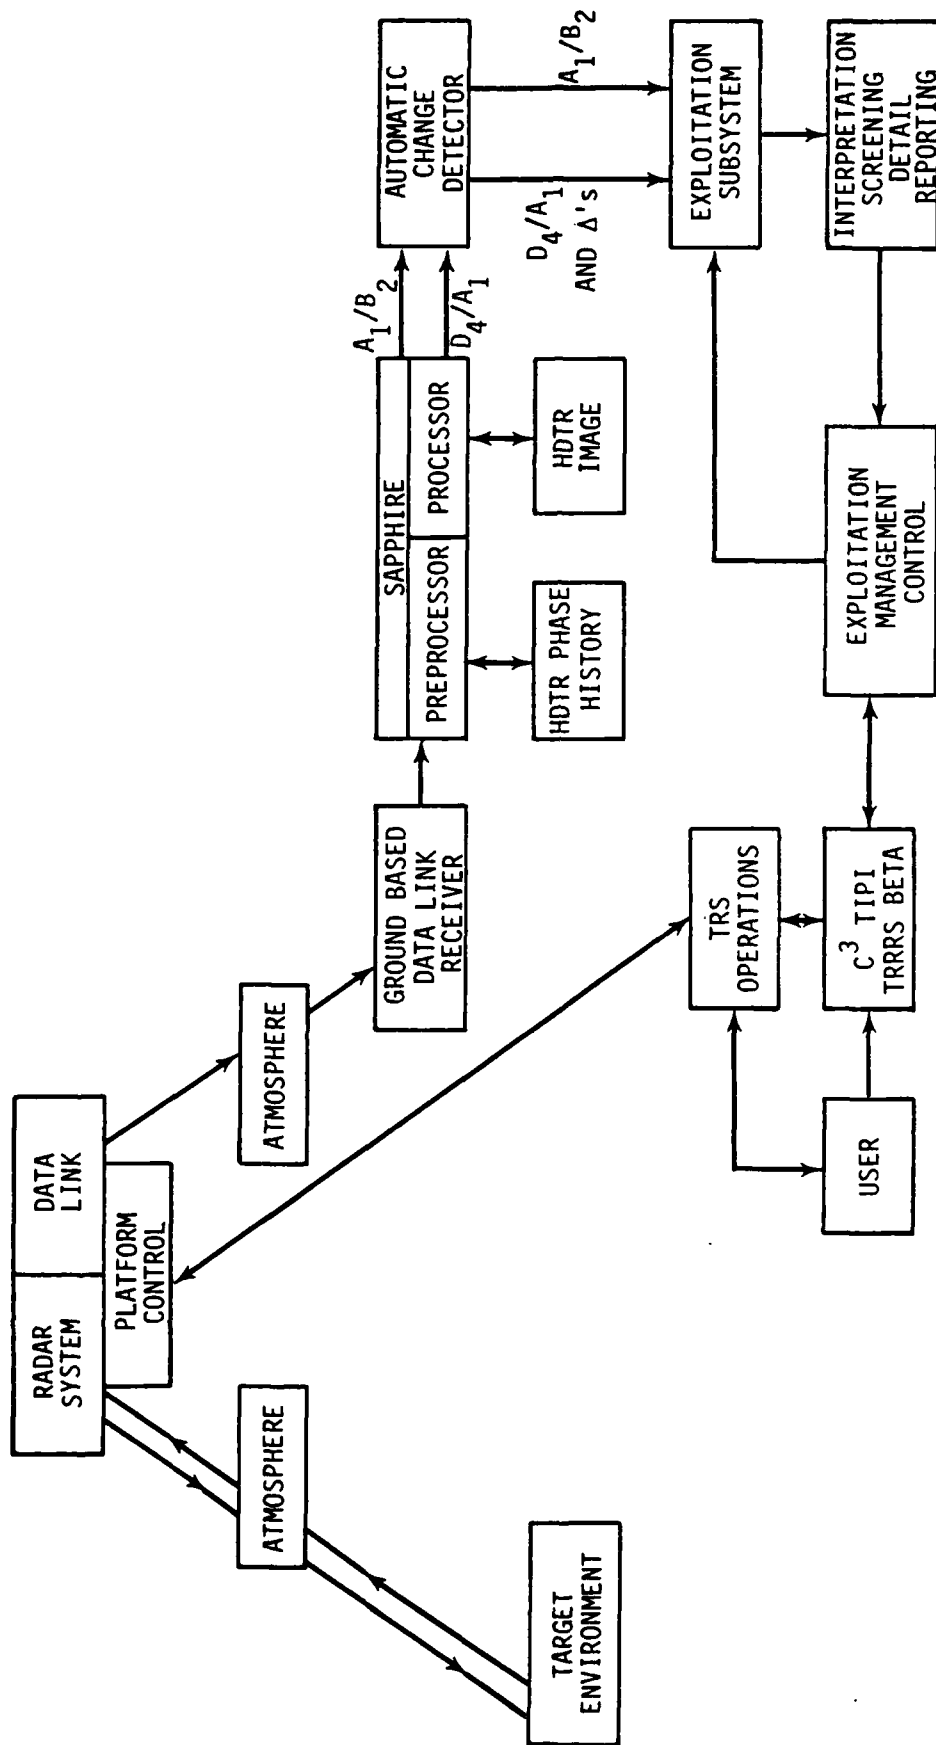 RADAR
SYSTEM
DATA
LINK
PLATFORM
CONTROL
ATMOSPHERE
ATMOSPHERE
TARGET
ENVIRONMENT
GROUND BASED
DATA LINK
RECEIVER
SAPPHIRE
PREPROCESSOR
PROCESSOR
HDTR PHASE
HISTORY
HDTR
IMAGE
A1/B2
D4/A1
AUTOMATIC
CHANGE
DETECTOR
D4/A1
AND Δ's
A1/B2
EXPLOITATION
SUBSYSTEM
INTERPRETATION
SCREENING
DETAIL
REPORTING
EXPLOITATION
MANAGEMENT
CONTROL
TRS
OPERATIONS
C3 TIPI
TRRRS BETA
USER